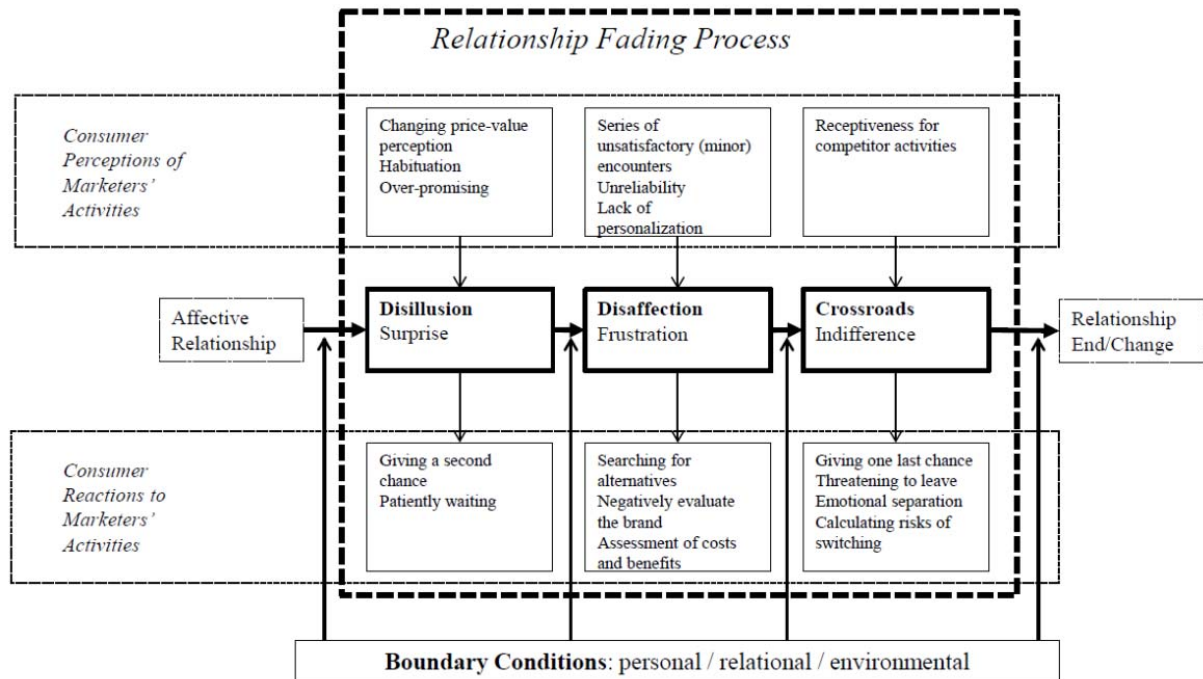 Relationship Fading Process
Consumer
Perceptions of
Marketers’
Activities
Changing price-value
perception
Habituation
Over-promising
Series of
unsatisfactory (minor)
encounters
Unreliability
Lack of
personalization
Receptiveness for
competitor activities
Affective
Relationship
Disillusion
Surprise
Disaffection
Frustration
Crossroads
Indifference
Relationship
End/Change
Consumer
Reactions to
Marketers’
Activities
Giving a second
chance
Patiently waiting
Searching for
alternatives
Negatively evaluate
the brand
Assessment of costs
and benefits
Giving one last chance
Threatening to leave
Emotional separation
Calculating risks of
switching
Boundary Conditions: personal / relational / environmental